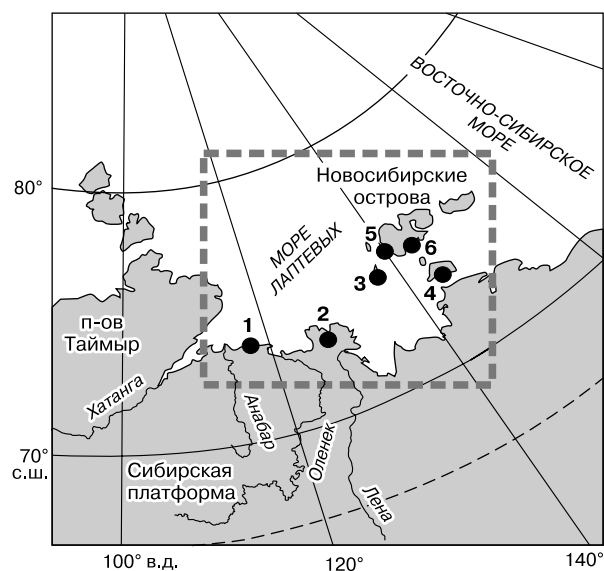 ВОСТОЧНО-СИБИРСКОЕ
МОРЕ
80°
Новосибирские
острова
МОРЕ
ЛАПТЕВЫХ
5
6
3
4
1
2
п-ов
Таймыр
Хатанга
Анабар
Оленек
Лена
70°
с.ш.
Сибирская
платформа
100° в.д.
120°
140°